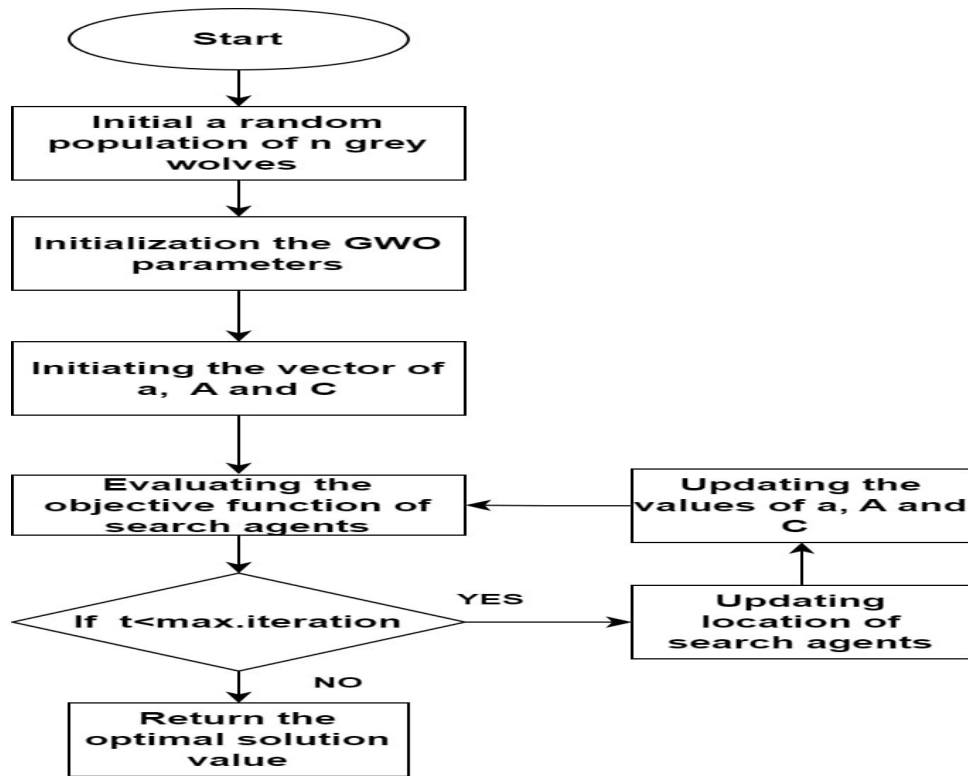 Start
Initial a random
population of n grey
wolves
Initialization the GWO
parameters
Initiating the vector of
a, A and C
Evaluating the
objective function of
search agents
Updating the
values of a, A and
C
If t<max.iteration
YES
Updating
location of
search agents
NO
Return the
optimal solution
value